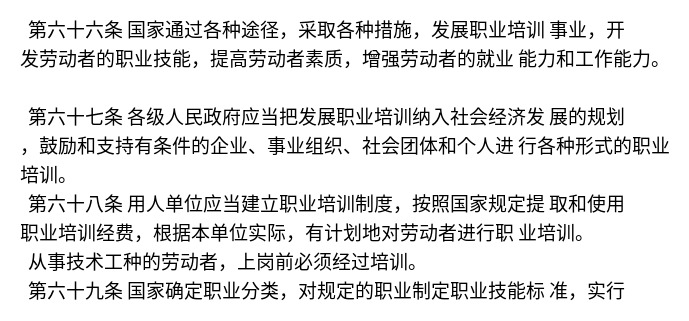 第六十六条 国家通过各种途径，采取各种措施，发展职业培训 事业，开
发劳动者的职业技能，提高劳动者素质，增强劳动者的就业 能力和工作能力。
第六十七条 各级人民政府应当把发展职业培训纳入社会经济发 展的规划
，鼓励和支持有条件的企业、事业组织、社会团体和个人进 行各种形式的职业
培训。
第六十八条 用人单位应当建立职业培训制度，按照国家规定提 取和使用
职业培训经费，根据本单位实际，有计划地对劳动者进行职 业培训。
从事技术工种的劳动者，上岗前必须经过培训。
第六十九条 国家确定职业分类，对规定的职业制定职业技能标 准，实行